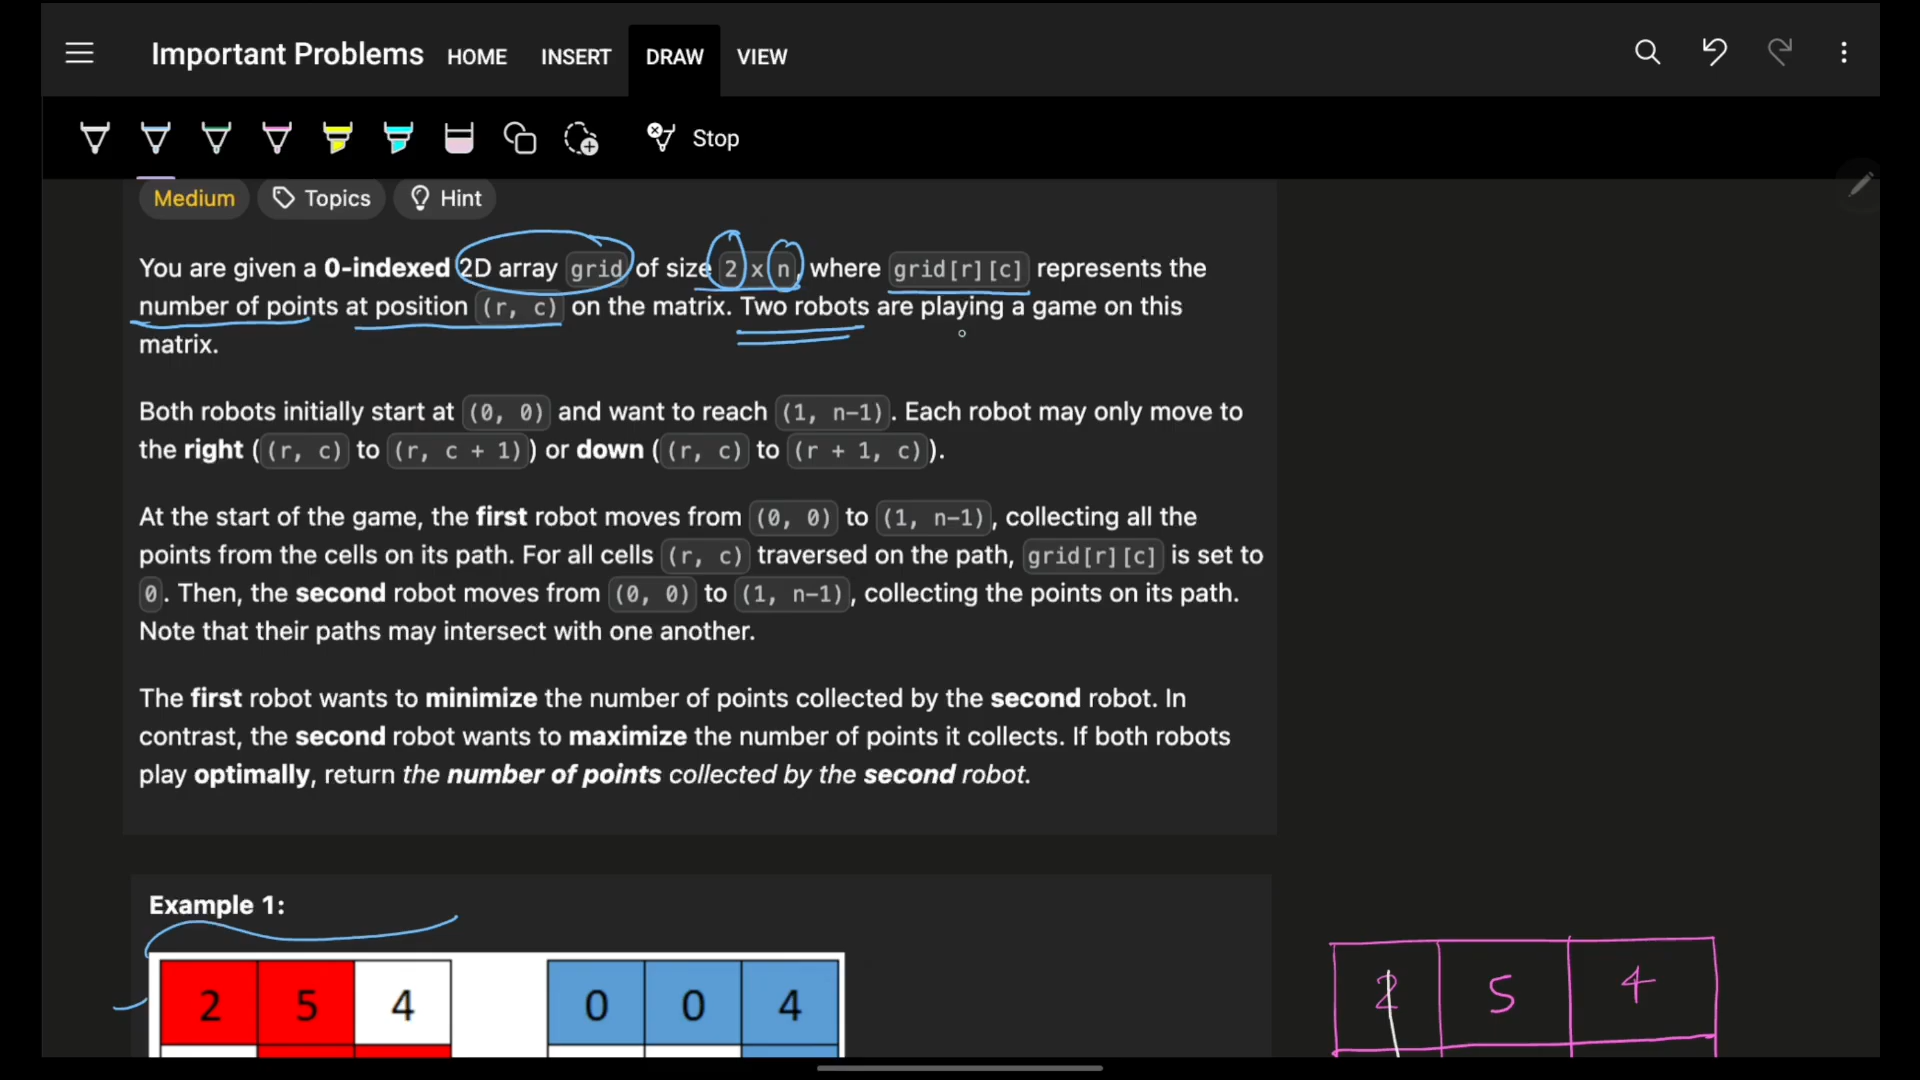 Important Problems HOME INSERT DRAW VIEW
Stop
Medium Topics Hint
You are given a 0-indexed 2D array grid of size 2 x n, where grid[r][c] represents the
number of points at position (r, c) on the matrix. Two robots are playing a game on this
matrix.
Both robots initially start at (0, 0) and want to reach (1, n-1). Each robot may only move to
the right ((r, c) to (r, c + 1)) or down ((r, c) to (r + 1, c)).
At the start of the game, the first robot moves from (0, 0) to (1, n-1), collecting all the
points from the cells on its path. For all cells (r, c) traversed on the path, grid[r][c] is set to
0. Then, the second robot moves from (0, 0) to (1, n-1), collecting the points on its path.
Note that their paths may intersect with one another.
The first robot wants to minimize the number of points collected by the second robot. In
contrast, the second robot wants to maximize the number of points it collects. If both robots
play optimally, return the number of points collected by the second robot.
Example 1:
2 5 4 0 0 4
2 5 4